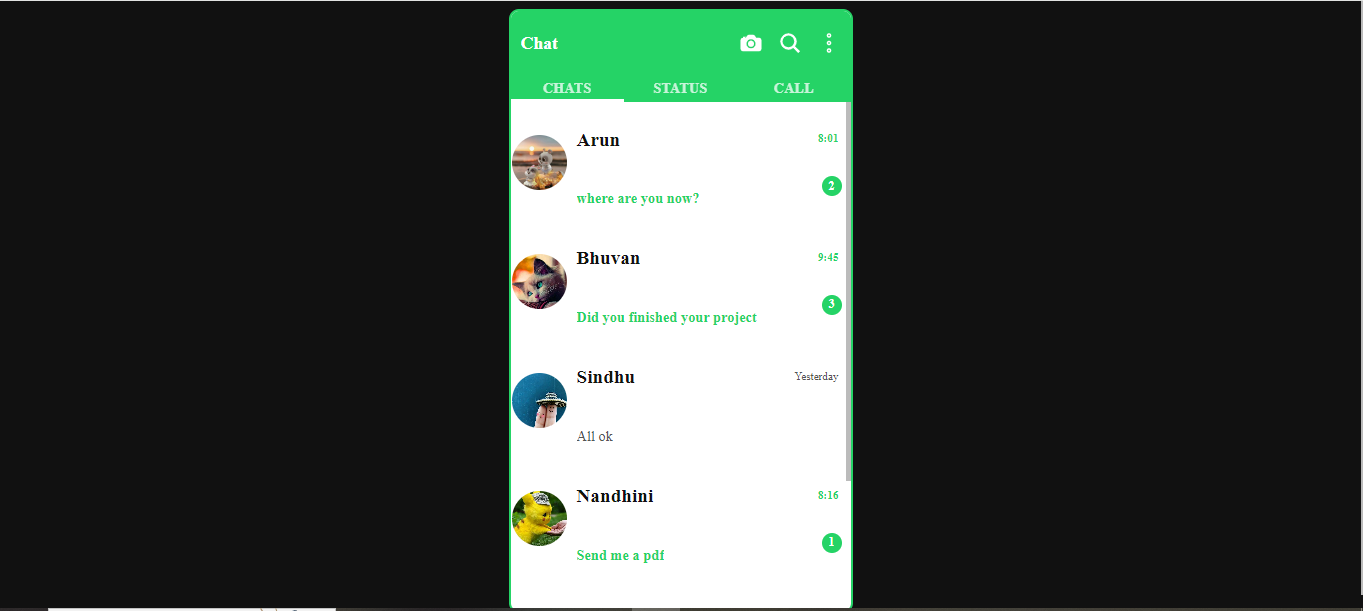 Chat
CHATS STATUS CALL
Arun 8:01
where are you now? 2
Bhuvan 9:45
Did you finished your project 3
Sindhu Yesterday
All ok
Nandhini 8:16
Send me a pdf 1